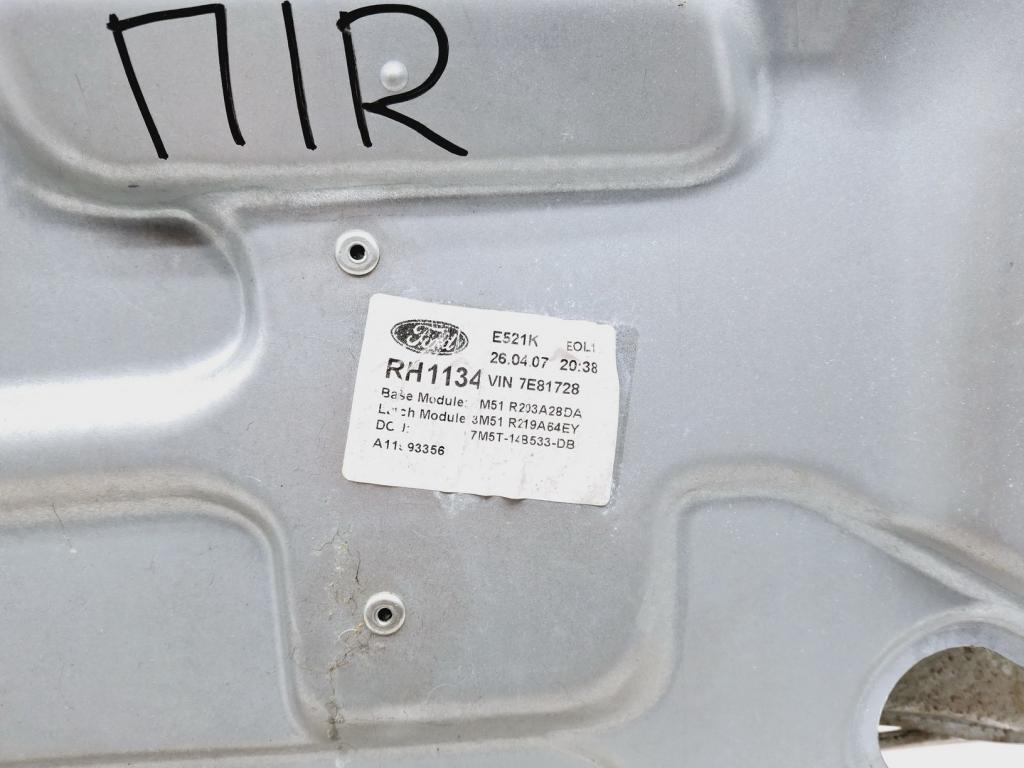 П1R
Ford E521K EOL1
26.04.07 20:38
RH1134 VIN 7E81728
Base Module: M51 R203A28DA
Latch Module 3M51 R219A64EY
7M5T-14B533-DB
93356